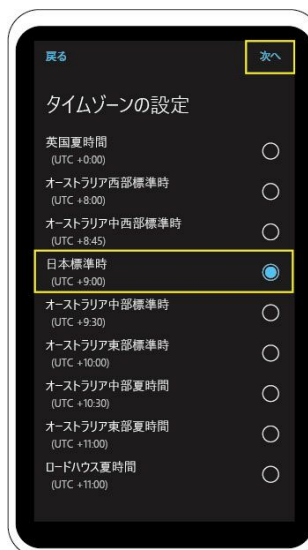 戻る
次へ
タイムゾーンの設定
英国夏時間
(UTC +0:00)
オーストラリア西部標準時
(UTC +8:00)
オーストラリア中西部標準時
(UTC +8:45)
日本標準時
(UTC +9:00)
オーストラリア中部標準時
(UTC +9:30)
オーストラリア東部標準時
(UTC +10:00)
オーストラリア中部夏時間
(UTC +10:30)
オーストラリア東部夏時間
(UTC +11:00)
ロードハウス夏時間
(UTC +11:00)